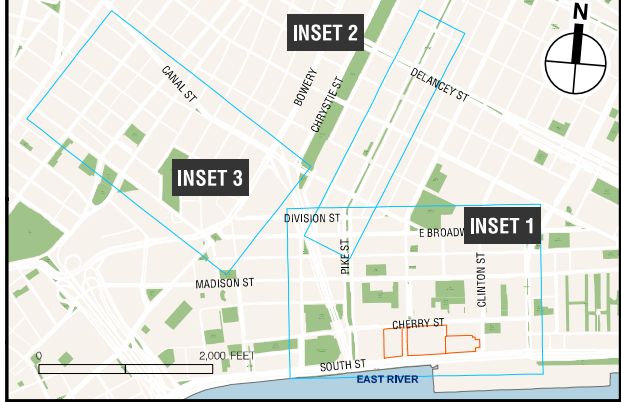 N
INSET 2
CANAL ST
BOWERY
CHRYSTIE ST
DELANCEY ST
INSET 3
DIVISION ST
E BROADW
INSET 1
PIKE ST
CLINTON ST
MADISON ST
CHERRY ST
0
2,000 FEET
SOUTH ST
EAST RIVER